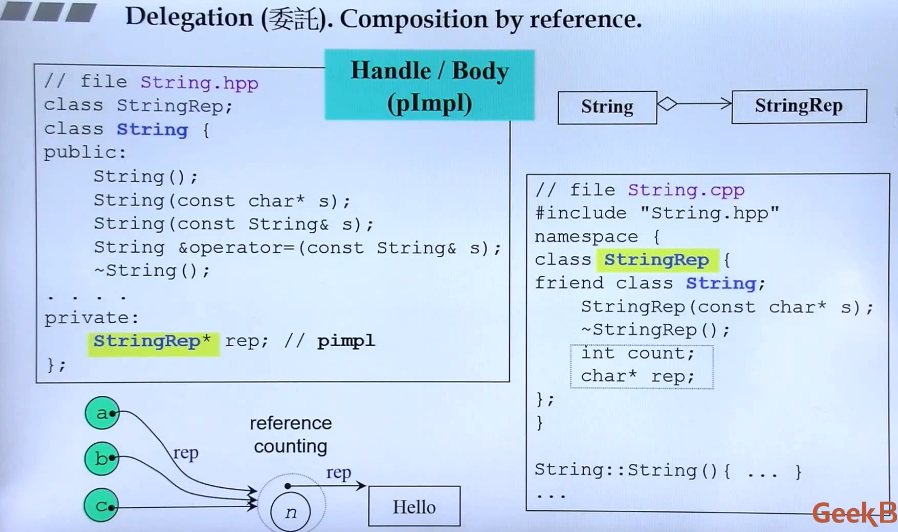 Delegation (委託). Composition by reference.
Handle / Body
(pImpl)
// file String.hpp
class StringRep;
class String {
public:
String();
String(const char* s);
String(const String& s);
String &operator=(const String& s);
~String();
. . . .
private:
StringRep* rep; // pimpl
};
String
StringRep
// file String.cpp
#include "String.hpp"
namespace {
class StringRep {
friend class String;
StringRep(const char* s);
~StringRep();
int count;
char* rep;
};
}
String::String(){ ... }
...
a
b
c
rep
reference
counting
rep
n
Hello
GeekB